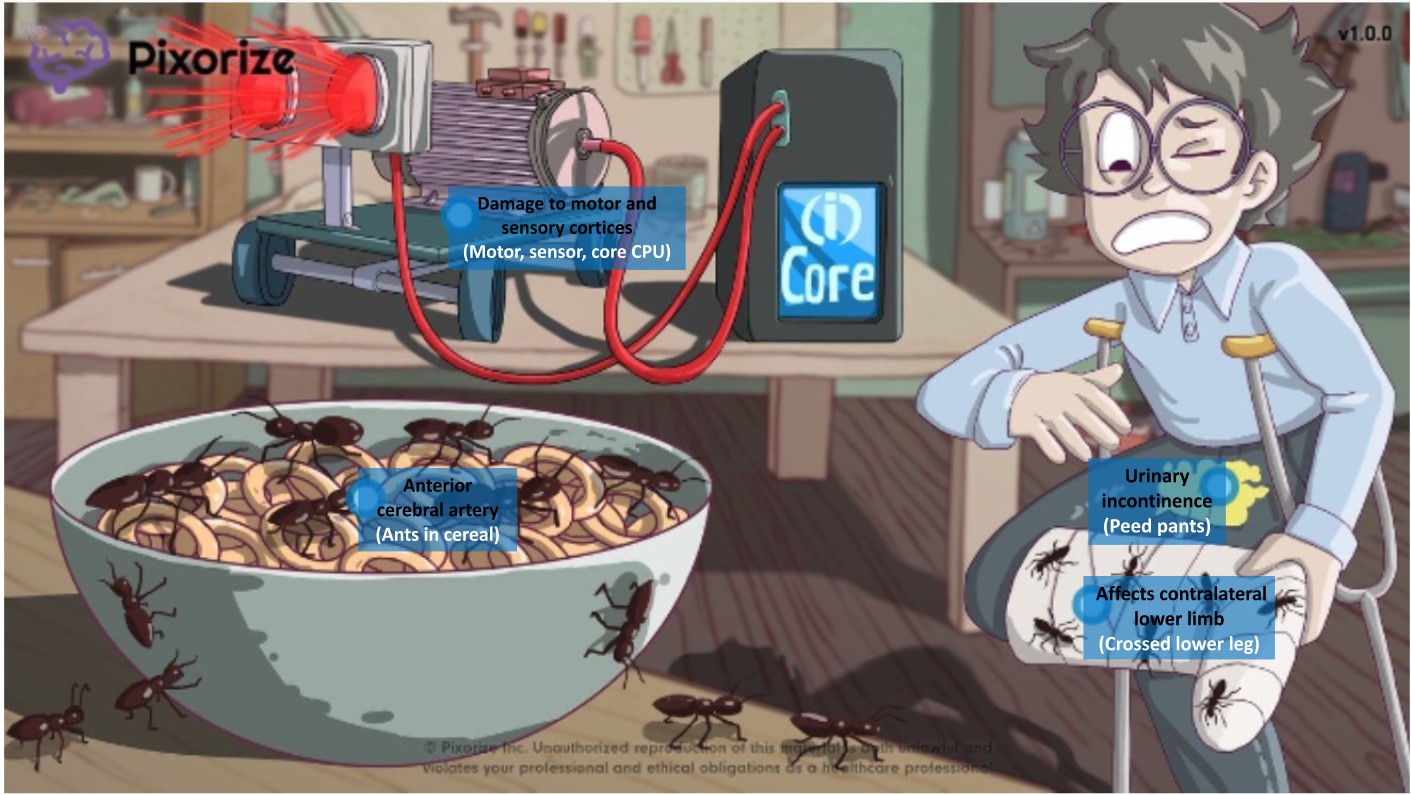 Pixorize
v1.0.0
Damage to motor and
sensory cortices
(Motor, sensor, core CPU)
(i)
Core
Anterior
cerebral artery
(Ants in cereal)
Urinary
incontinence
(Peed pants)
Affects contralateral
lower limb
(Crossed lower leg)
© Pixorize Inc. Unauthorized reproduction of this material is both unlawful and
violates your professional and ethical obligations as a healthcare professional.